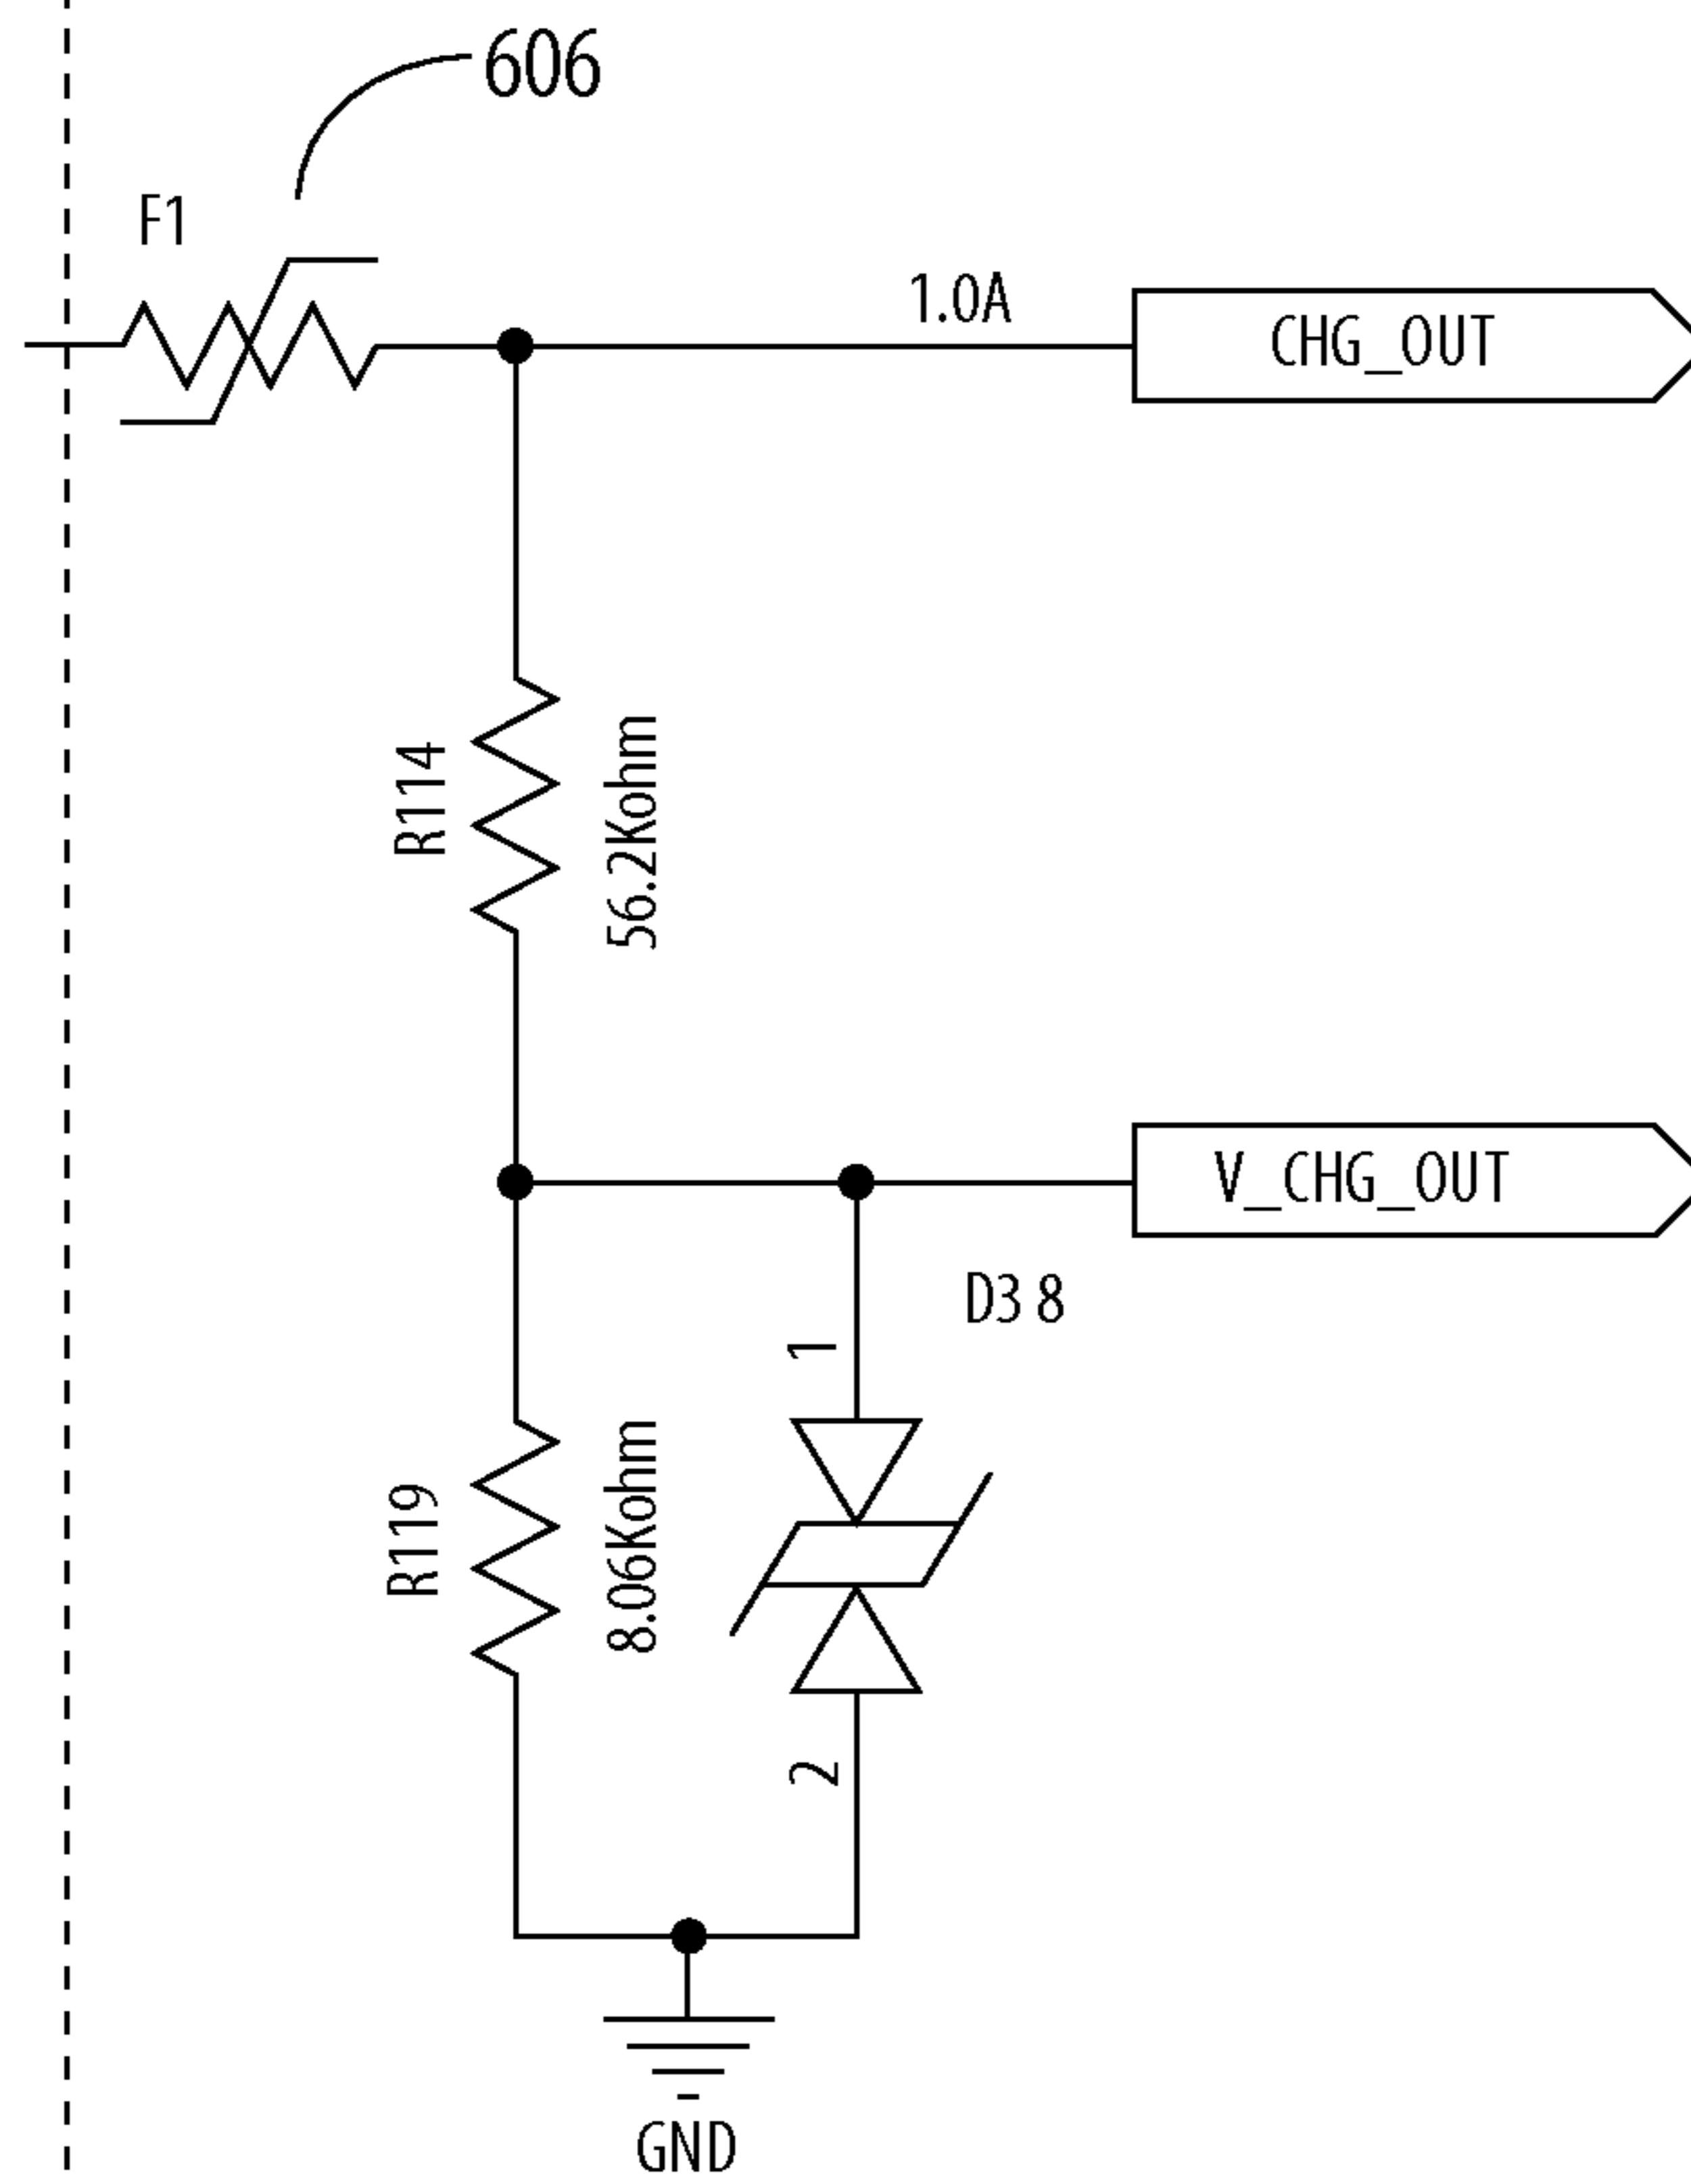 606
F1
1.0A
CHG_OUT
R114
56.2Kohm
V_CHG_OUT
D3 8
1
R119
8.06Kohm
2
GND